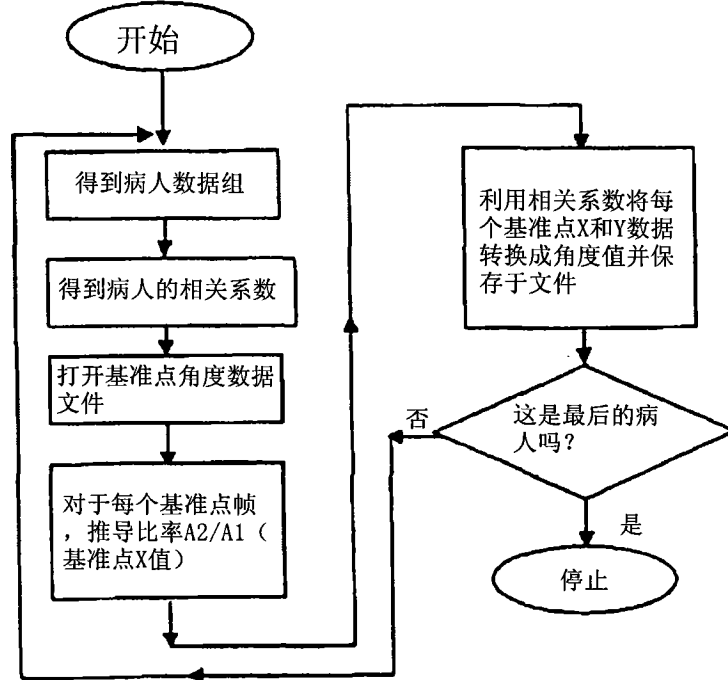 开始
得到病人数据组
得到病人的相关系数
打开基准点角度数据
文件
对于每个基准点帧
，推导比率A2/A1（
基准点X值）
利用相关系数将每
个基准点X和Y数据
转换成角度值并保
存于文件
这是最后的病
人吗？
否
是
停止